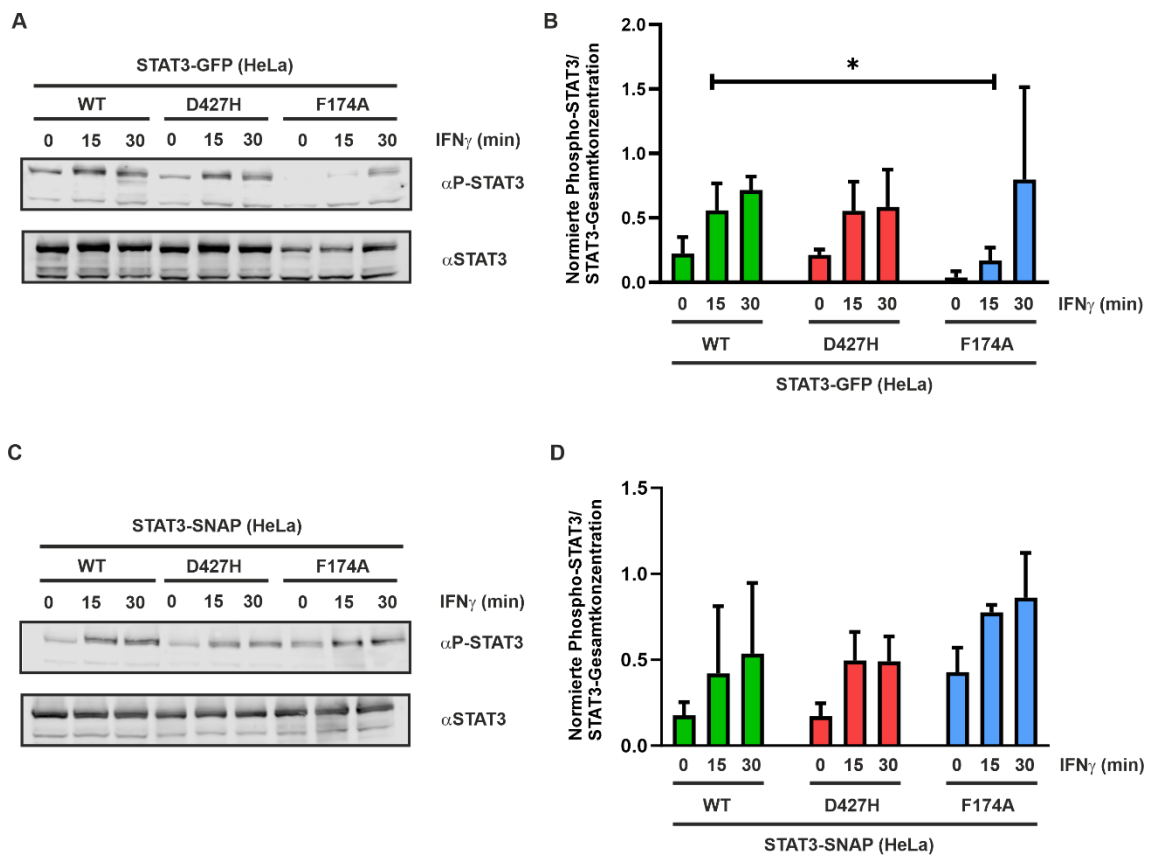 A
STAT3-GFP (HeLa)
WT D427H F174A
0 15 30 0 15 30 0 15 30 IFNγ (min)
αP-STAT3
αSTAT3
B
Normierte Phospho-STAT3/
STAT3-Gesamtkonzentration
2.0
1.5
1.0
0.5
0.0
*
0 15 30 0 15 30 0 15 30 IFNγ (min)
WT D427H F174A
STAT3-GFP (HeLa)
C
STAT3-SNAP (HeLa)
WT D427H F174A
0 15 30 0 15 30 0 15 30 IFNγ (min)
αP-STAT3
αSTAT3
D
Normierte Phospho-STAT3/
STAT3-Gesamtkonzentration
1.5
1.0
0.5
0.0
0 15 30 0 15 30 0 15 30 IFNγ (min)
WT D427H F174A
STAT3-SNAP (HeLa)